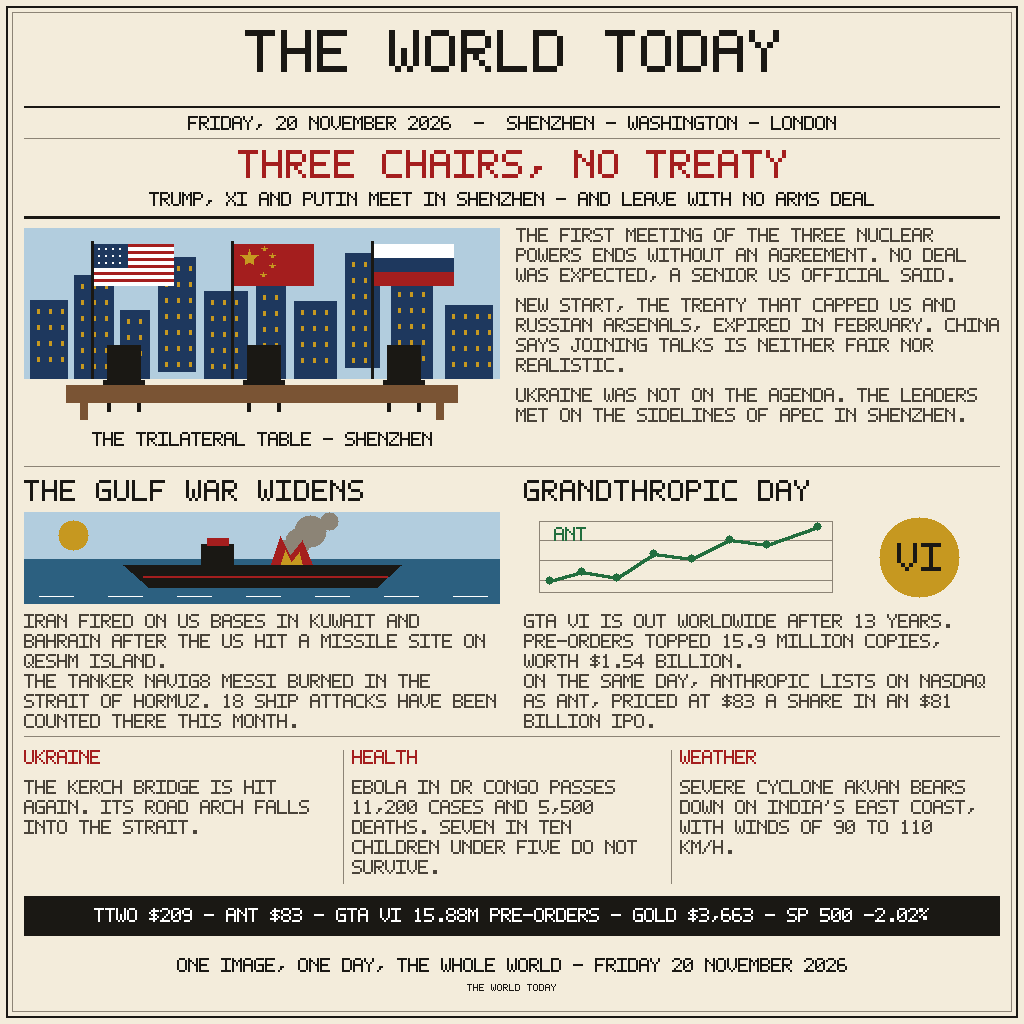 THE WORLD TODAY
FRIDAY, 20 NOVEMBER 2026 - SHENZHEN - WASHINGTON - LONDON
THREE CHAIRS, NO TREATY
TRUMP, XI AND PUTIN MEET IN SHENZHEN - AND LEAVE WITH NO ARMS DEAL
THE FIRST MEETING OF THE THREE NUCLEAR
POWERS ENDS WITHOUT AN AGREEMENT. NO DEAL
WAS EXPECTED, A SENIOR US OFFICIAL SAID.
NEW START, THE TREATY THAT CAPPED US AND
RUSSIAN ARSENALS, EXPIRED IN FEBRUARY. CHINA
SAYS JOINING TALKS IS NEITHER FAIR NOR
REALISTIC.
UKRAINE WAS NOT ON THE AGENDA. THE LEADERS
MET ON THE SIDELINES OF APEC IN SHENZHEN.
THE TRILATERAL TABLE - SHENZHEN
THE GULF WAR WIDENS
IRAN FIRED ON US BASES IN KUWAIT AND
BAHRAIN AFTER THE US HIT A MISSILE SITE ON
QESHM ISLAND.
THE TANKER NAVIG8 MESSI BURNED IN THE
STRAIT OF HORMUZ. 18 SHIP ATTACKS HAVE BEEN
COUNTED THERE THIS MONTH.
GRANDTHROPIC DAY
ANT
VI
GTA VI IS OUT WORLDWIDE AFTER 13 YEARS.
PRE-ORDERS TOPPED 15.9 MILLION COPIES,
WORTH $1.54 BILLION.
ON THE SAME DAY, ANTHROPIC LISTS ON NASDAQ
AS ANT, PRICED AT $83 A SHARE IN AN $81
BILLION IPO.
UKRAINE
THE KERCH BRIDGE IS HIT
AGAIN. ITS ROAD ARCH FALLS
INTO THE STRAIT.
HEALTH
EBOLA IN DR CONGO PASSES
11,200 CASES AND 5,500
DEATHS. SEVEN IN TEN
CHILDREN UNDER FIVE DO NOT
SURVIVE.
WEATHER
SEVERE CYCLONE AKVAN BEARS
DOWN ON INDIA'S EAST COAST,
WITH WINDS OF 90 TO 110
KM/H.
TTWO $209 - ANT $83 - GTA VI 15.88M PRE-ORDERS - GOLD $3,663 - SP 500 -2.02%
ONE IMAGE, ONE DAY, THE WHOLE WORLD - FRIDAY 20 NOVEMBER 2026
THE WORLD TODAY